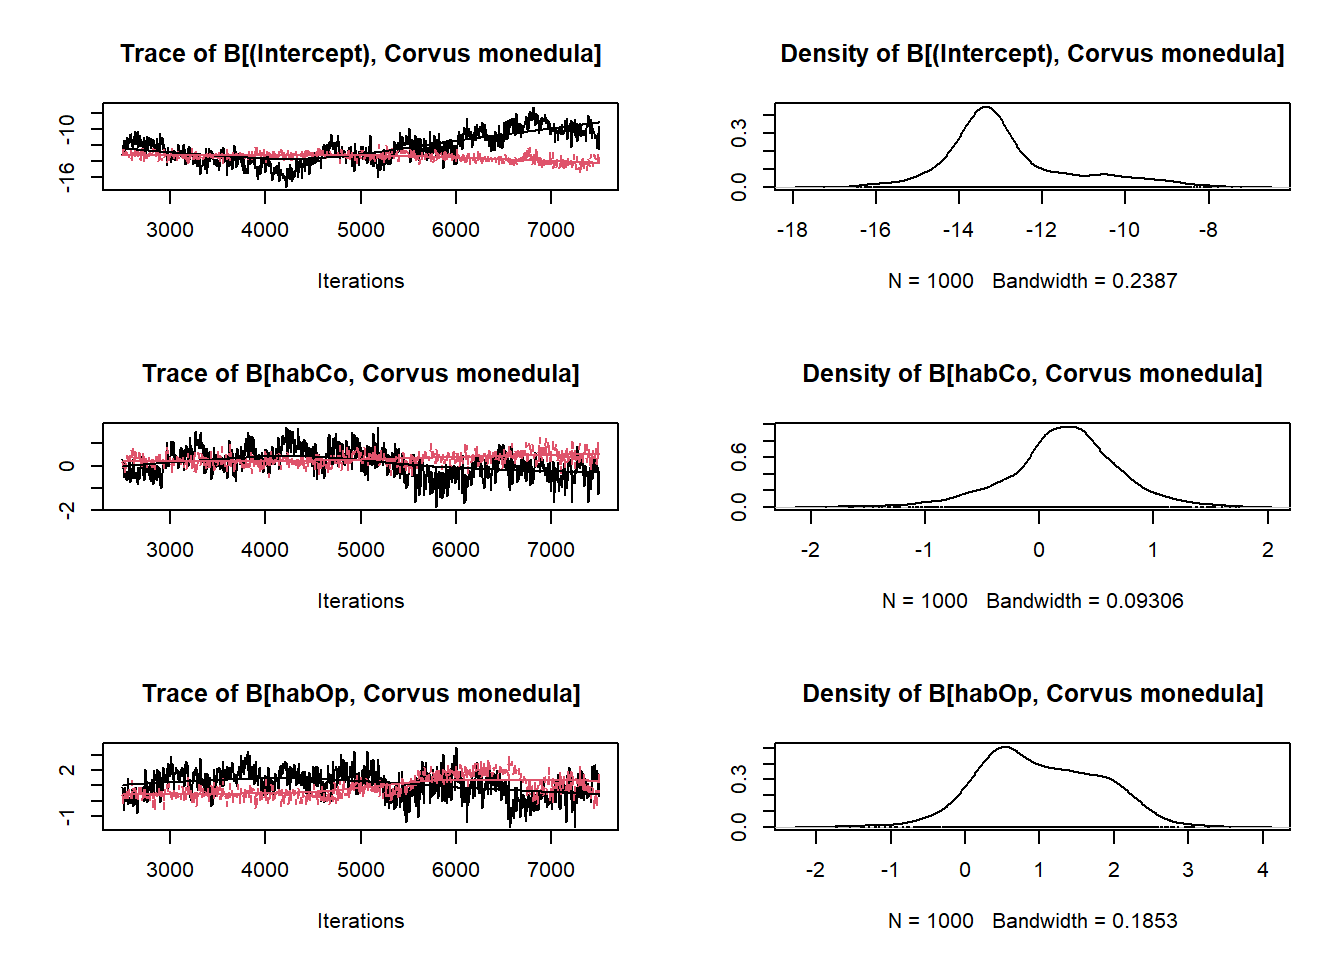 Trace of B[(Intercept), Corvus monedula]
-10
-16
3000 4000 5000 6000 7000
Iterations
Density of B[(Intercept), Corvus monedula]
0.3
0.0
-18 -16 -14 -12 -10 -8
N = 1000 Bandwidth = 0.2387
Trace of B[habCo, Corvus monedula]
0
-2
3000 4000 5000 6000 7000
Iterations
Density of B[habCo, Corvus monedula]
0.6
0.0
-2 -1 0 1 2
N = 1000 Bandwidth = 0.09306
Trace of B[habOp, Corvus monedula]
2
-1
3000 4000 5000 6000 7000
Iterations
Density of B[habOp, Corvus monedula]
0.3
0.0
-2 -1 0 1 2 3 4
N = 1000 Bandwidth = 0.1853